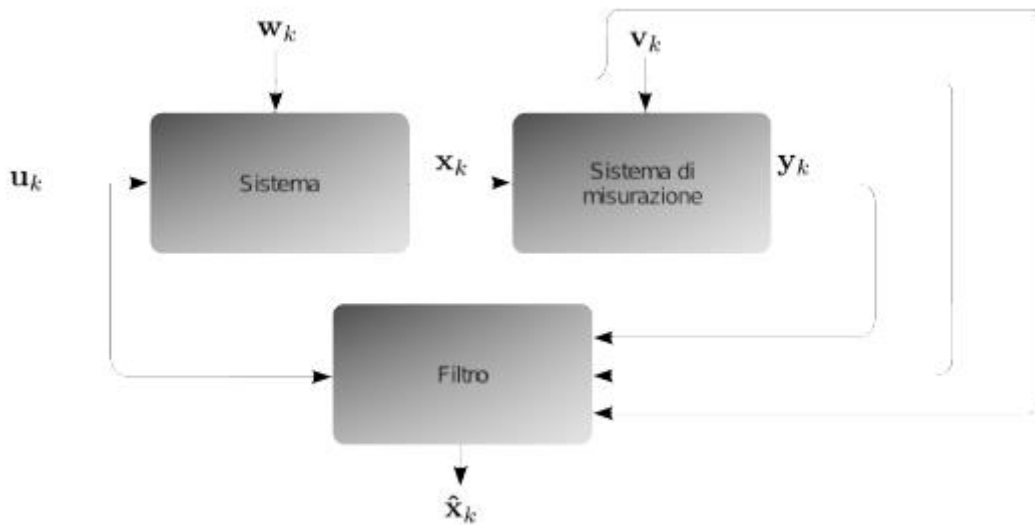 w_k
v_k
u_k
Sistema
x_k
Sistema di
misurazione
y_k
Filtro
x̂_k